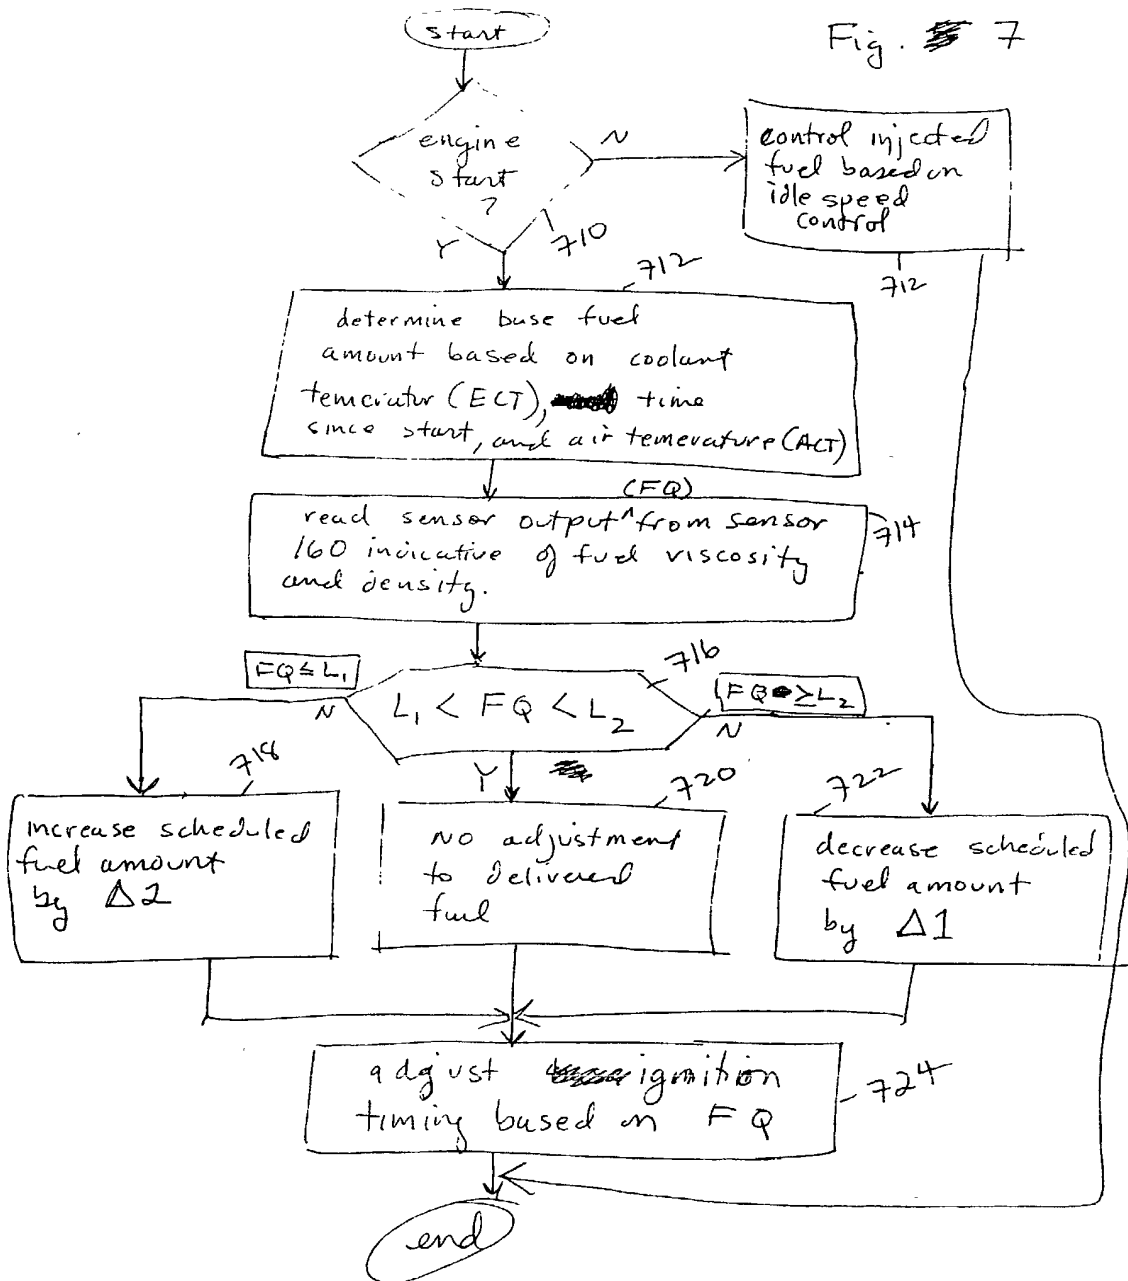 Fig. 7
start
engine
start
?
N
710
Y
control injected
fuel based on
idle speed
control
712
712
determine base fuel
amount based on coolant
temeriatur (ECT), time
since start, and air temevature (ACT)
(FQ)
read sensor output ^ from sensor
160 indicative of fuel viscosity
and density.
714
716
FQ ≤ L₁
N
L₁ < FQ < L₂
FQ ≥ L₂
N
Y
718
increase scheduled
fuel amount
by Δ2
720
No adjustment
to delivered
fuel
722
decrease scheduled
fuel amount
by Δ1
adjust ignition
timing based on FQ
724
end